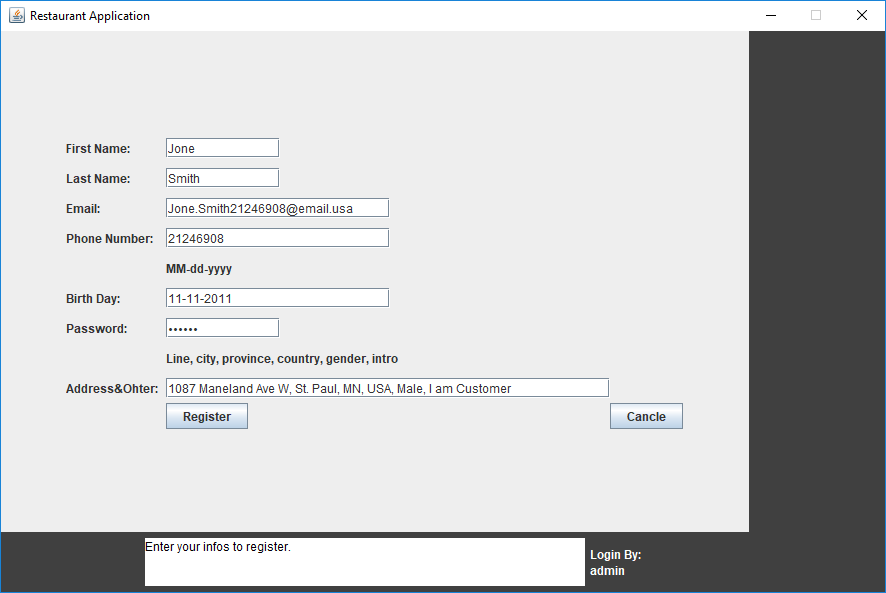 Restaurant Application
First Name: Jone
Last Name: Smith
Email: Jone.Smith21246908@email.usa
Phone Number: 21246908
MM-dd-yyyy
Birth Day: 11-11-2011
Password: ••••••
Line, city, province, country, gender, intro
Address&Ohter: 1087 Maneland Ave W, St. Paul, MN, USA, Male, I am Customer
Register Cancle
Enter your infos to register.
Login By:
admin